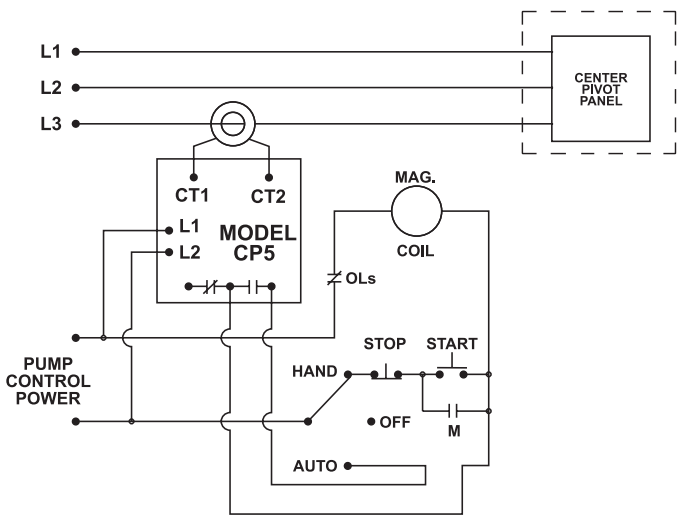 L1
L2
L3
CENTER
PIVOT
PANEL
CT1
CT2
L1
L2
MODEL
CP5
MAG.
COIL
OLs
PUMP
CONTROL
POWER
HAND
STOP
START
OFF
M
AUTO